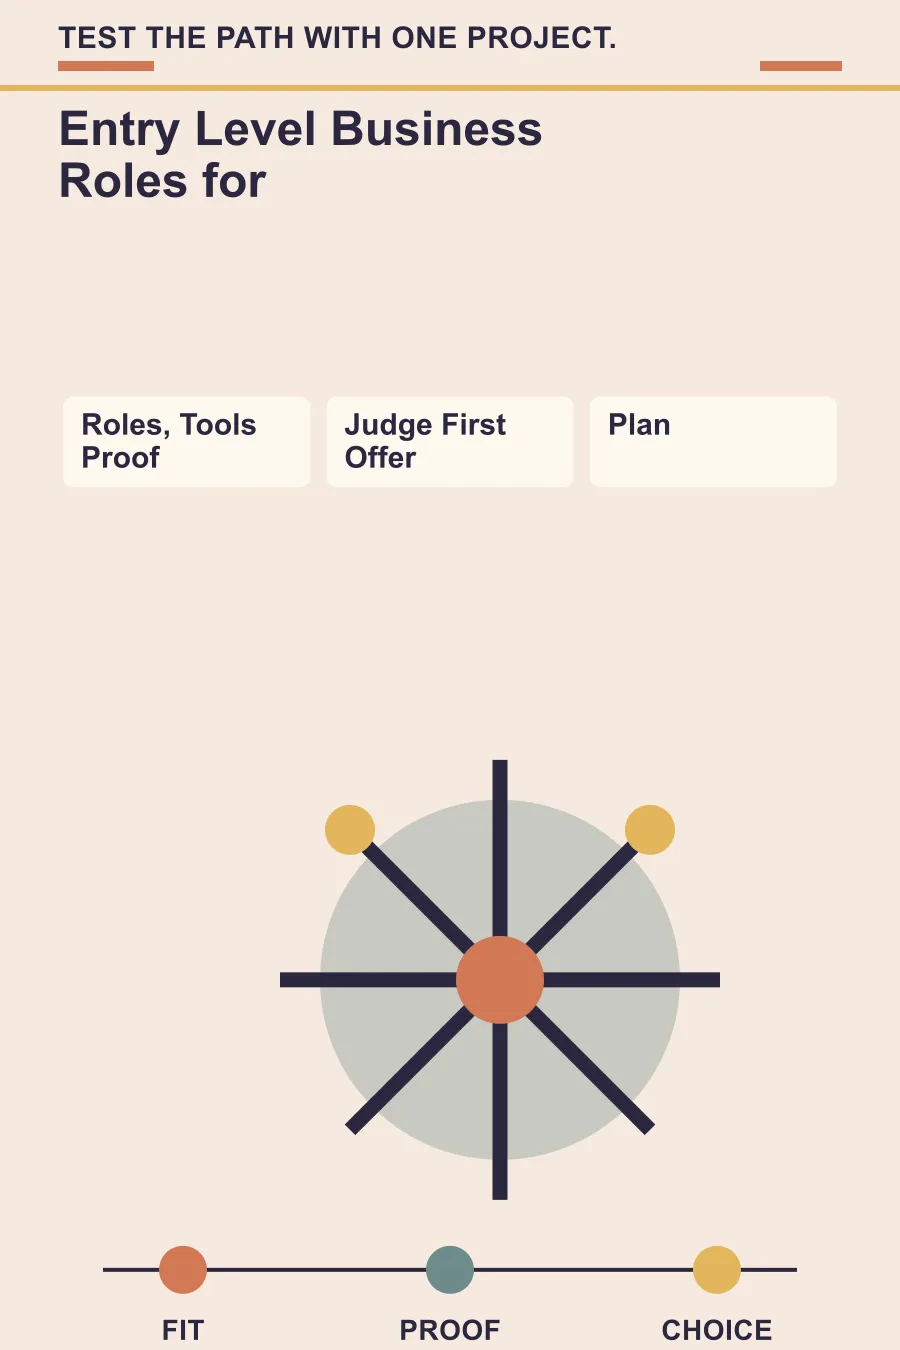 TEST THE PATH WITH ONE PROJECT.
Entry Level Business
Roles for
Roles, Tools
Proof
Judge First
Offer
Plan
FIT
PROOF
CHOICE